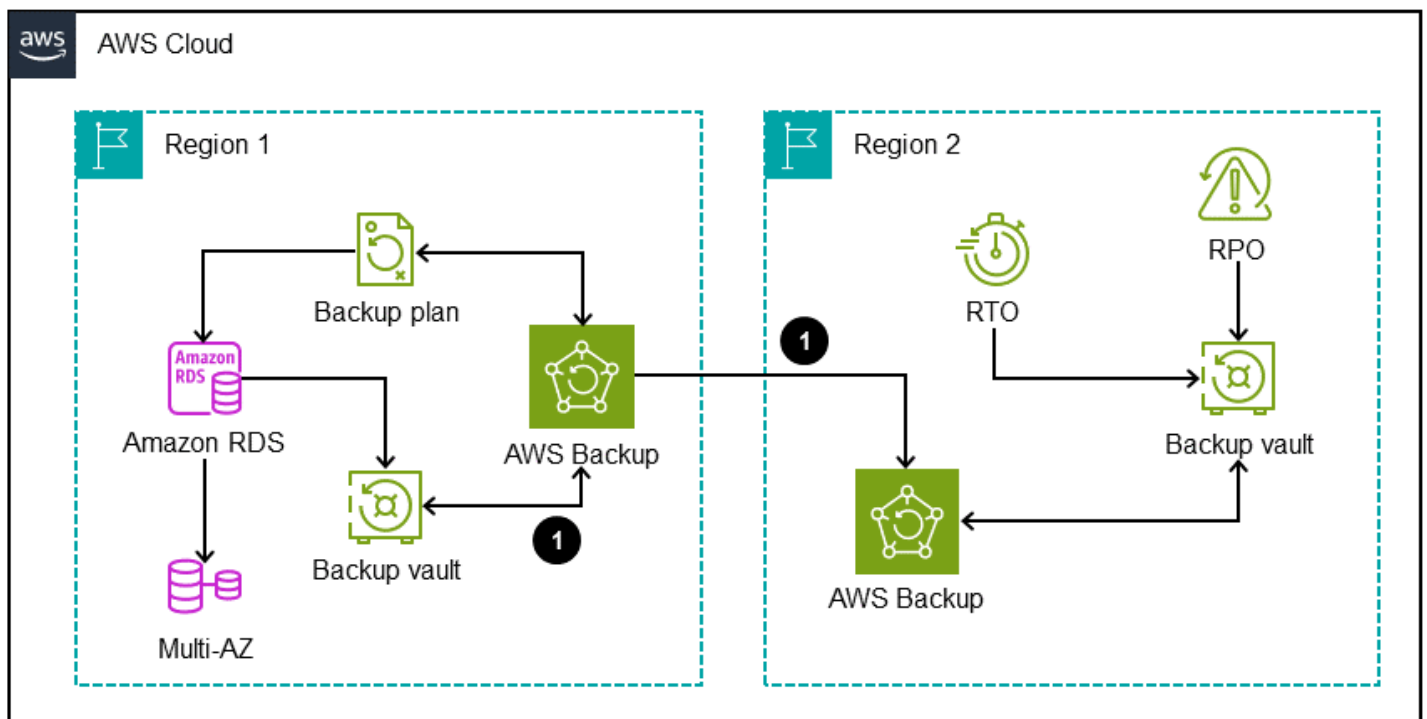 aws
AWS Cloud
Region 1
Backup plan
Amazon
RDS
Amazon RDS
AWS Backup
1
Backup vault
Multi-AZ
1
Region 2
RPO
RTO
Backup vault
AWS Backup